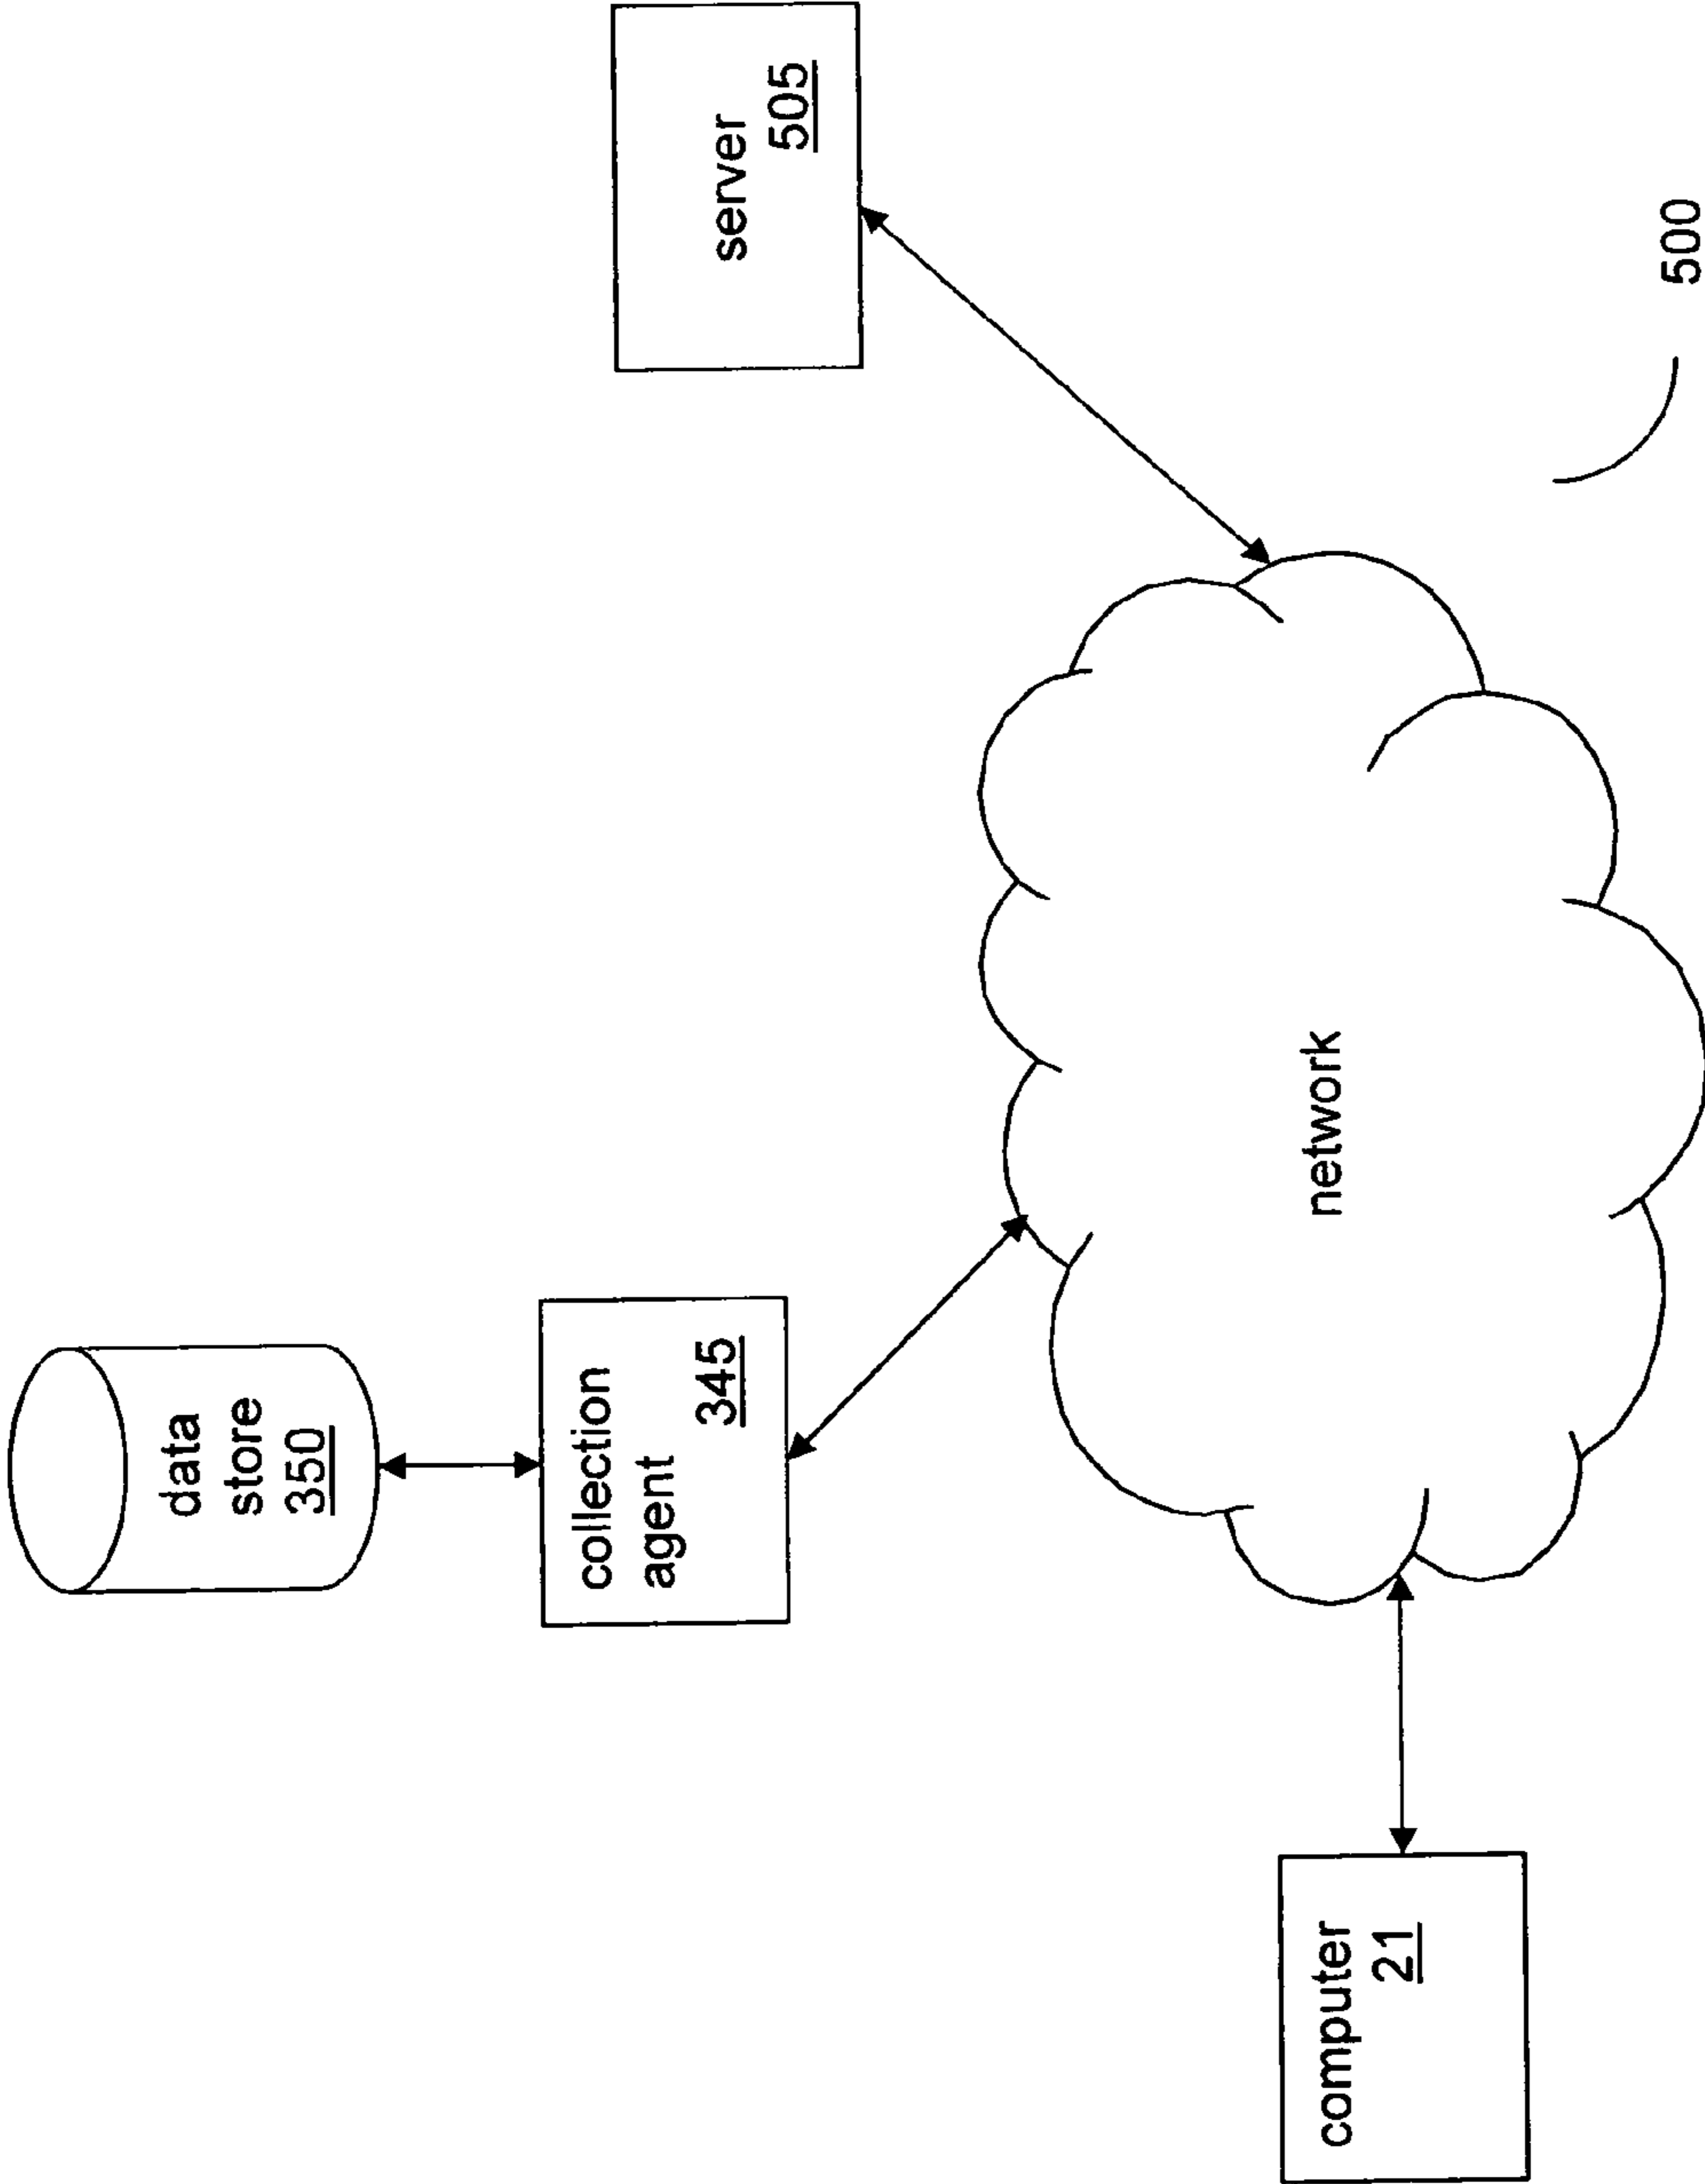 data
store
350
collection
agent
345
server
505
network
computer
21
500